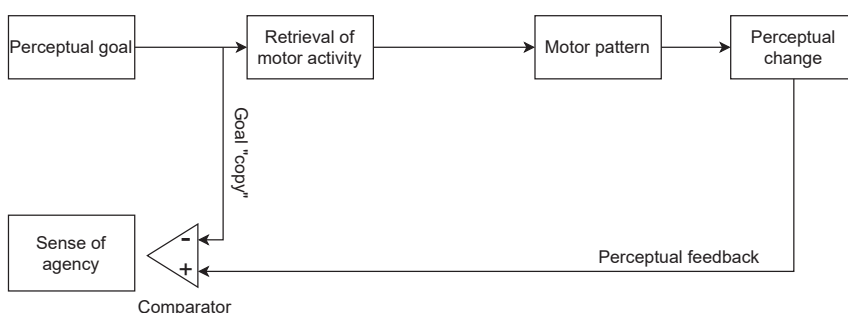 Perceptual goal
Retrieval of
motor activity
Motor pattern
Perceptual
change
Goal "copy"
Sense of
agency
-
+
Perceptual feedback
Comparator